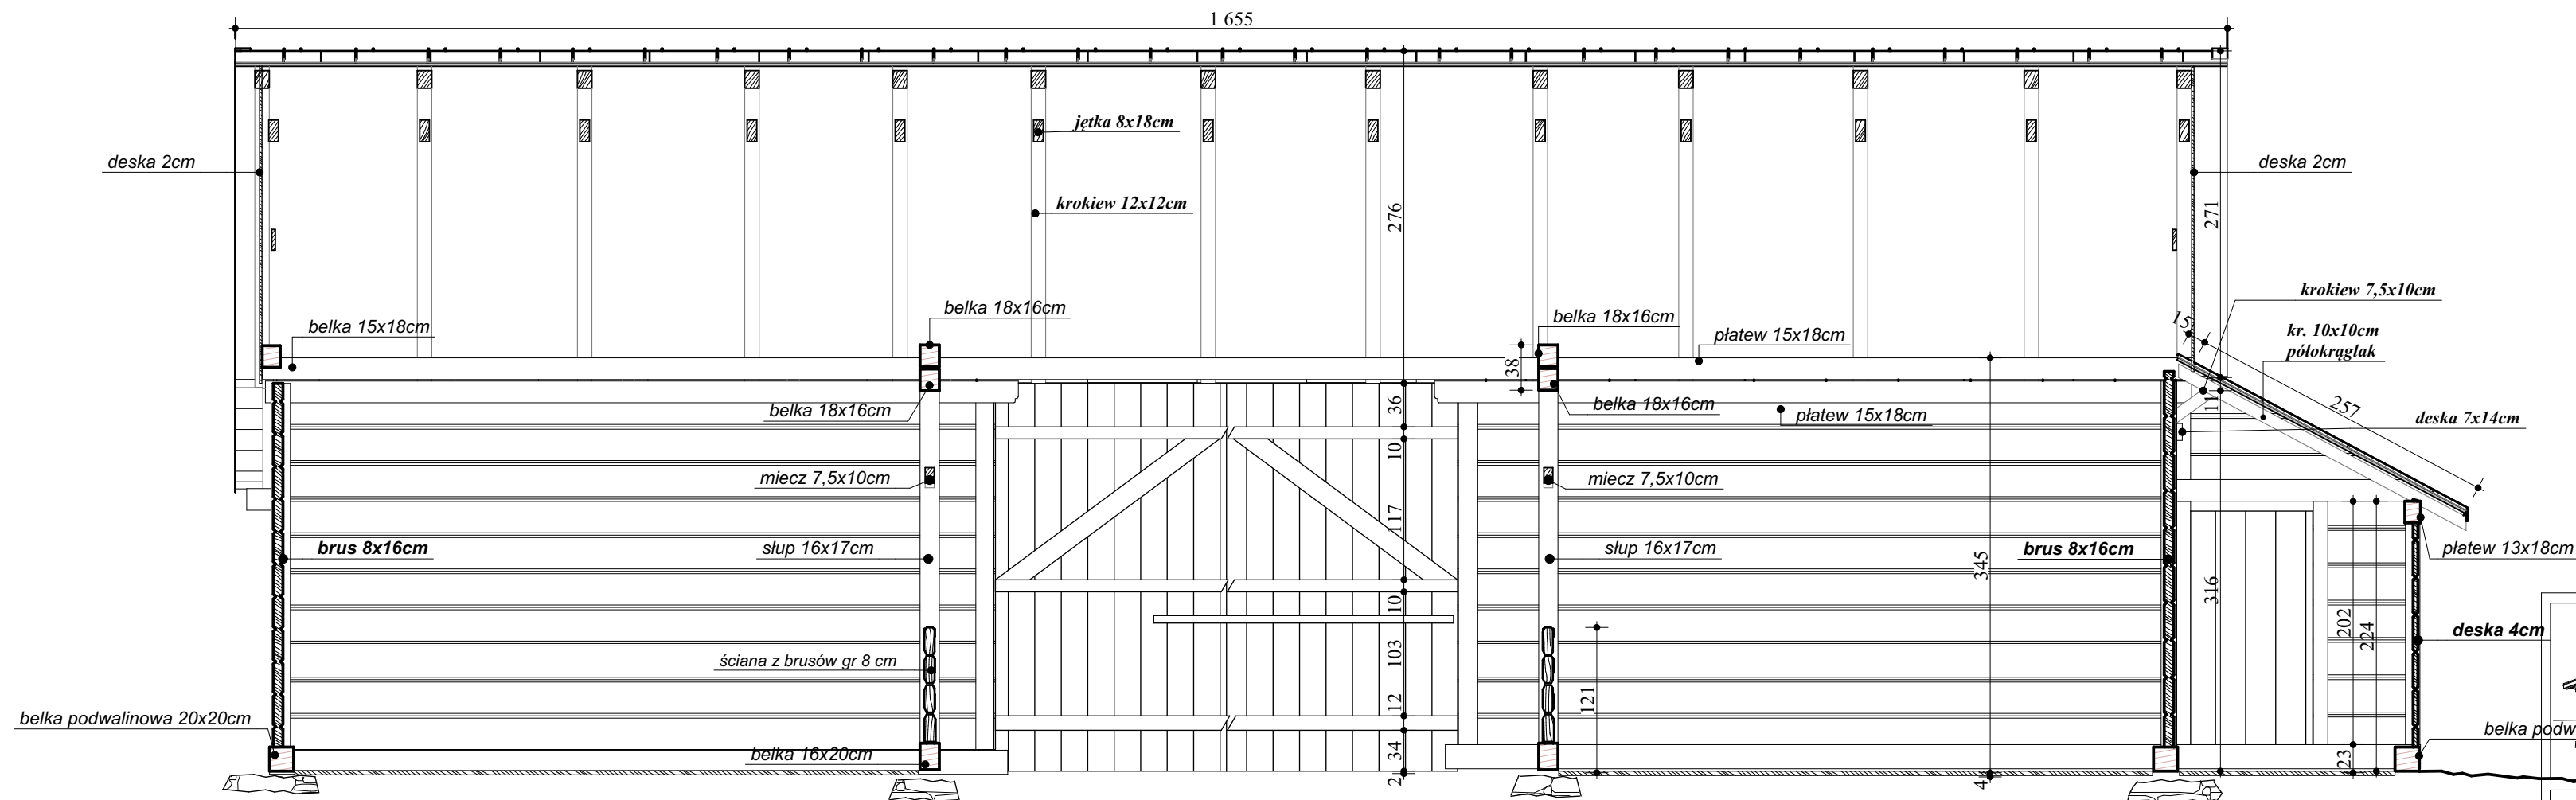 1 655
jętka 8x18cm
deska 2cm
deska 2cm
krokiew 12x12cm
276
271
krokiew 7,5x10cm
belka 18x16cm
belka 15x18cm
belka 18x16cm
płatew 15x18cm
15
kr. 10x10cm
półokrąglak
38
257
belka 18x16cm
36
belka 18x16cm
płatew 15x18cm
11
deska 7x14cm
10
miecz 7,5x10cm
miecz 7,5x10cm
117
brus 8x16cm
słup 16x17cm
słup 16x17cm
345
brus 8x16cm
płatew 13x18cm
316
10
202
224
deska 4cm
103
ściana z brusów gr 8 cm
121
12
belka podwalinowa 20x20cm
belka 16x20cm
34
23
2
4